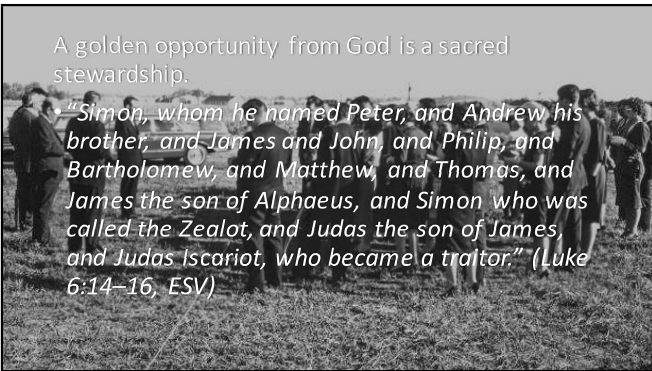 A golden opportunity from God is a sacred
stewardship.
• “Simon, whom he named Peter, and Andrew his
brother, and James and John, and Philip, and
Bartholomew, and Matthew, and Thomas, and
James the son of Alphaeus, and Simon who was
called the Zealot, and Judas the son of James,
and Judas Iscariot, who became a traitor.” (Luke
6:14–16, ESV)